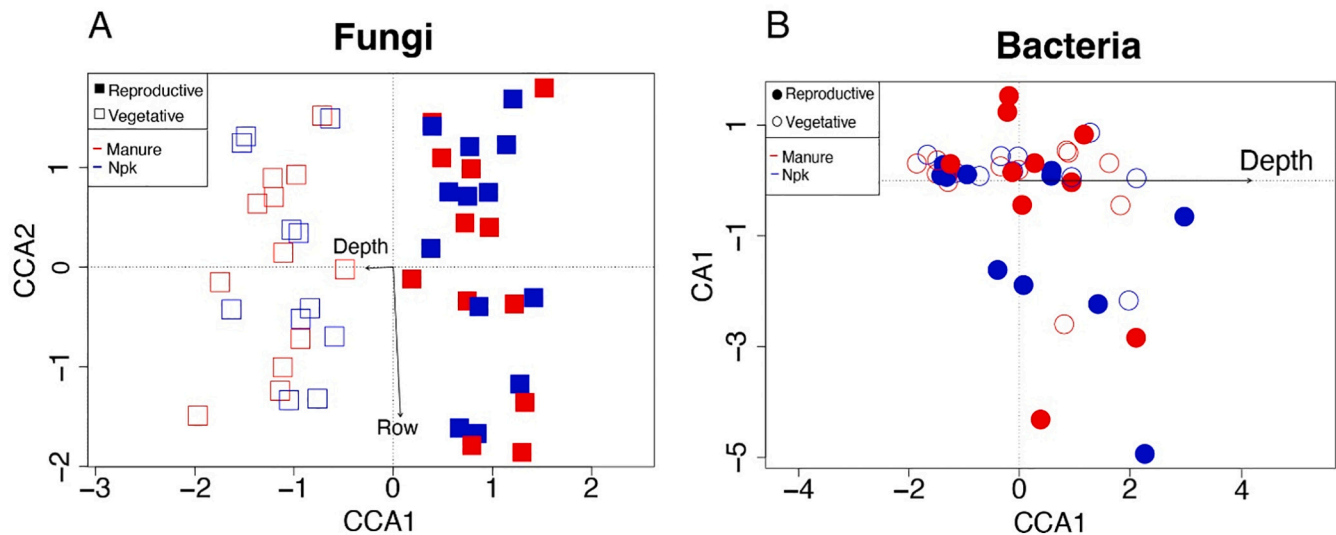 A
Fungi
Reproductive
Vegetative
Manure
Npk
Depth
Row
CCA2
1
0
−1
−2
−3 −2 −1 0 1 2
CCA1
B
Bacteria
Reproductive
Vegetative
Manure
Npk
Depth
CA1
1
−1
−3
−5
−4 −2 0 2 4
CCA1